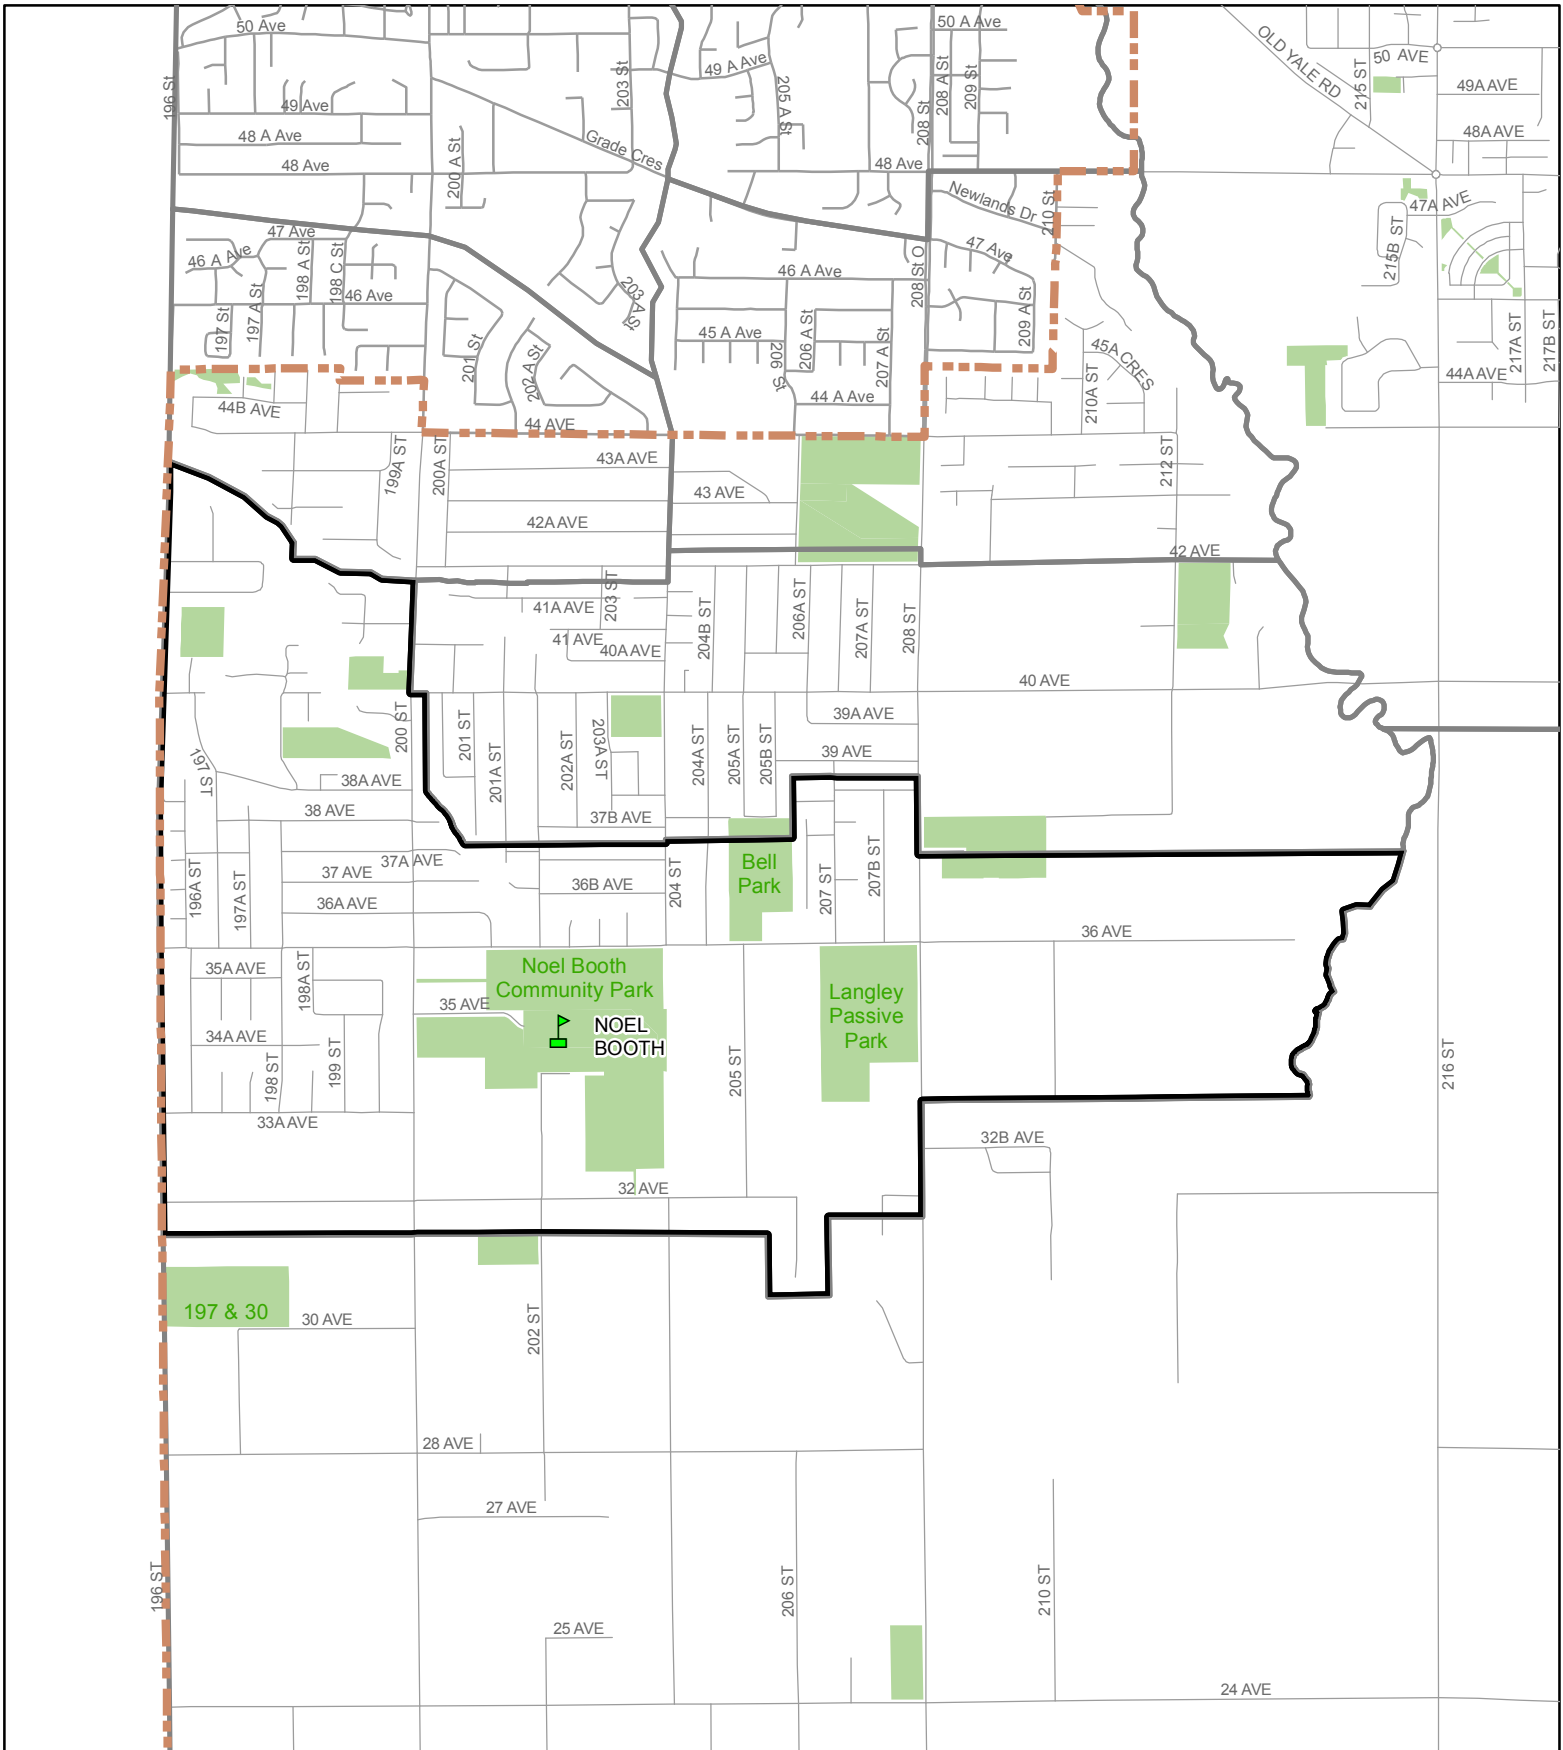 50 Ave
50 A Ave
OLD YALE RD
50 AVE
196 St
203 St
49 A Ave
205 A St
208 St
208 A St
209 St
215 ST
49A AVE
49 Ave
48 A Ave
48 Ave
200 A St
Grade Cres
48 Ave
48A AVE
Newlands Dr
210 St
47A AVE
47 Ave
46 A Ave
198 A St
198 C St
46 Ave
197 St
197 A St
201 St
202 A St
203 A St
46 A Ave
208 St O
47 Ave
215B ST
45 A Ave
206 St
206 A St
207 A St
209 A St
45A CRES
210A ST
217A ST
217B ST
44A AVE
44B AVE
44 AVE
44 A Ave
199A ST
200A ST
43A AVE
43 AVE
42A AVE
212 ST
42 AVE
41A AVE
203 ST
41 AVE
40A AVE
204B ST
206A ST
207A ST
208 ST
40 AVE
39A AVE
39 AVE
200 ST
201 ST
201A ST
202A ST
203A ST
204A ST
205A ST
205B ST
197 ST
38A AVE
38 AVE
37B AVE
37A AVE
37 AVE
36B AVE
36A AVE
196A ST
197A ST
204 ST
Bell
Park
207 ST
207B ST
36 AVE
35A AVE
198A ST
Noel Booth
Community Park
35 AVE
NOEL
BOOTH
Langley
Passive
Park
34A AVE
198 ST
199 ST
205 ST
216 ST
33A AVE
32B AVE
32 AVE
197 & 30
30 AVE
202 ST
28 AVE
27 AVE
196 ST
206 ST
210 ST
25 AVE
24 AVE